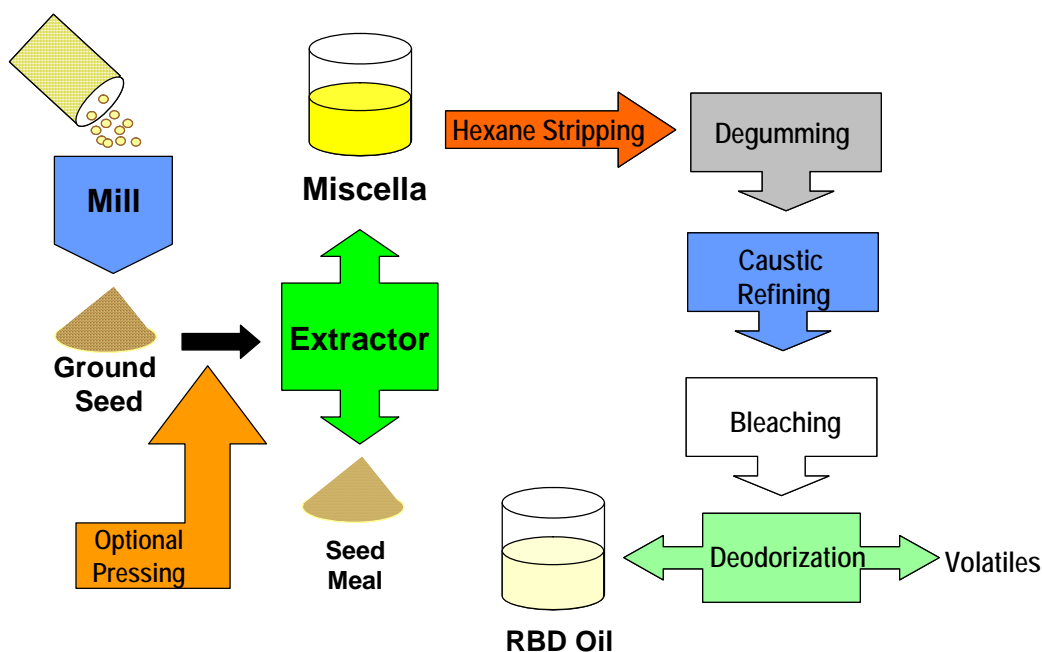 Mill
Ground
Seed
Optional
Pressing
Miscella
Extractor
Seed
Meal
Hexane Stripping
Degumming
Caustic
Refining
Bleaching
Deodorization
Volatiles
RBD Oil